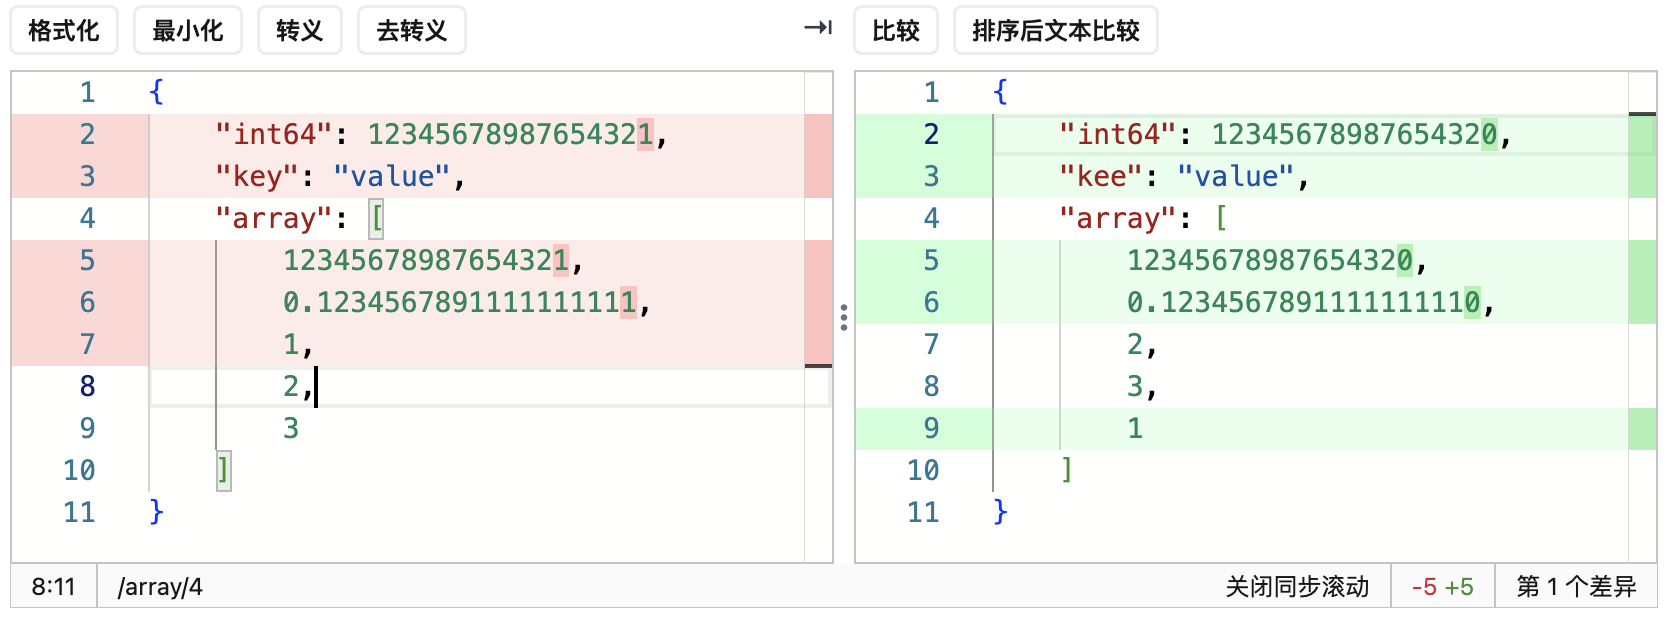 格式化 最小化 转义 去转义
1 {
2 "int64": 12345678987654321,
3 "key": "value",
4 "array": [
5 12345678987654321,
6 0.1234567891111111111,
7 1,
8 2,
9 3
10 ]
11 }
比较 排序后文本比较
1 {
2 "int64": 12345678987654320,
3 "kee": "value",
4 "array": [
5 12345678987654320,
6 0.1234567891111111110,
7 2,
8 3,
9 1
10 ]
11 }
8:11 /array/4 关闭同步滚动 -5 +5 第 1 个差异